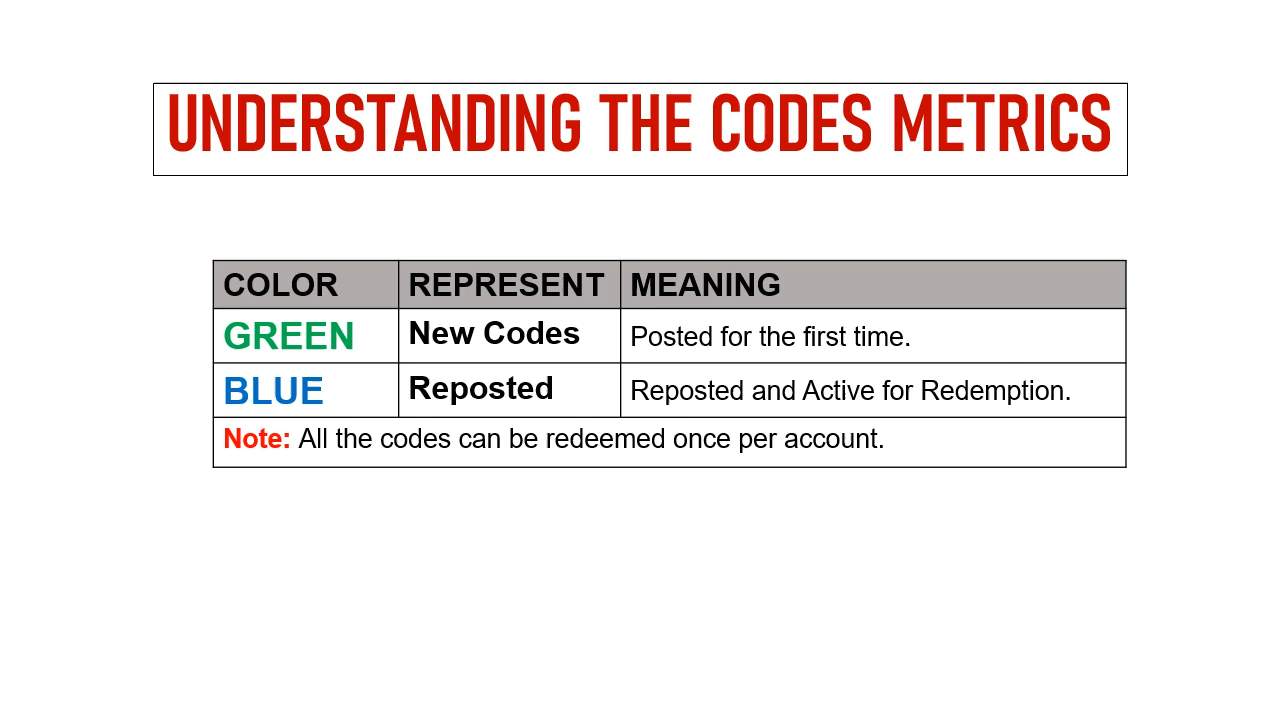 UNDERSTANDING THE CODES METRICS
COLOR REPRESENT MEANING
GREEN New Codes Posted for the first time.
BLUE Reposted Reposted and Active for Redemption.
Note: All the codes can be redeemed once per account.